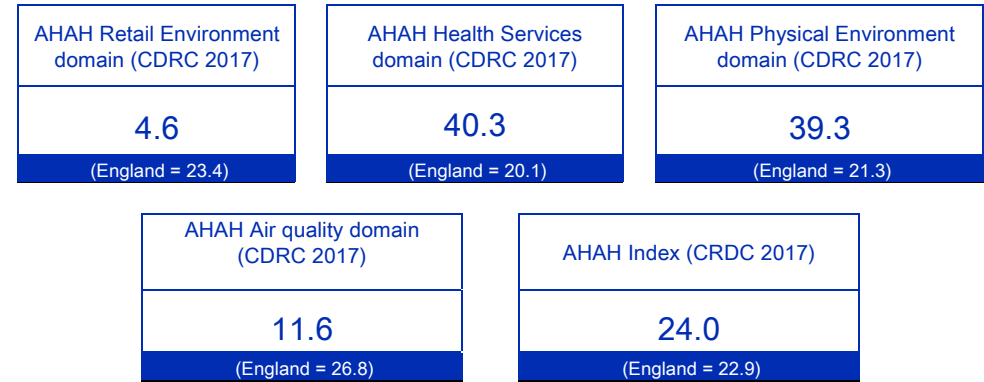 AHAH Retail Environment
domain (CDRC 2017)
4.6
(England = 23.4)
AHAH Health Services
domain (CDRC 2017)
40.3
(England = 20.1)
AHAH Physical Environment
domain (CDRC 2017)
39.3
(England = 21.3)
AHAH Air quality domain
(CDRC 2017)
11.6
(England = 26.8)
AHAH Index (CRDC 2017)
24.0
(England = 22.9)